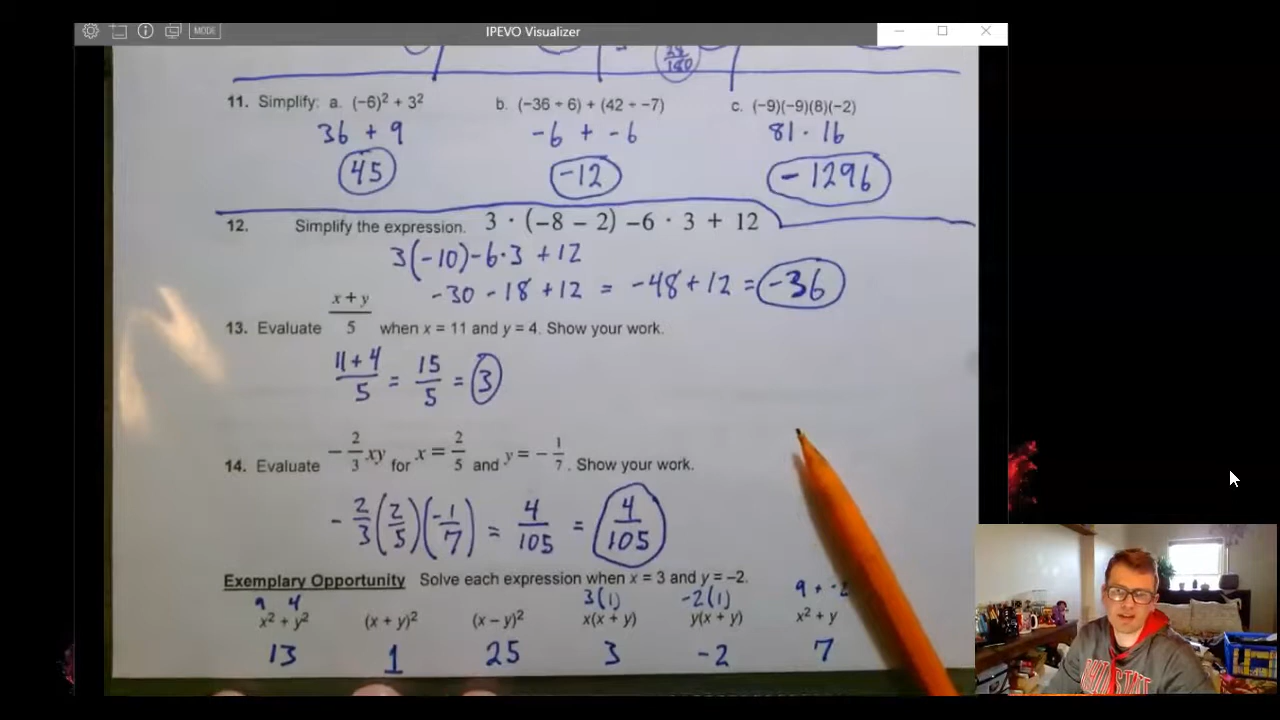 MODE IPEVO Visualizer
28
180
11. Simplify: a. (−6)² + 3² b. (−36 ÷ 6) + (42 ÷ −7) c. (−9)(−9)(8)(−2)
36 + 9 -6 + -6 81 · 16
45 -12 -1296
12. Simplify the expression. 3 · (−8 − 2) −6 · 3 + 12
3(-10)-6·3 +12
-30 -18 +12 = -48+12 = -36
13. Evaluate x+y/5 when x = 11 and y = 4. Show your work.
11+4/5 = 15/5 = 3
14. Evaluate −2/3xy for x = 2/5 and y = −1/7. Show your work.
-2/3(2/5)(-1/7) = 4/105 = 4/105
Exemplary Opportunity Solve each expression when x = 3 and y = −2.
9 4 3(1) -2(1) 9 + -2
x² + y² (x + y)² (x − y)² x(x + y) y(x + y) x² + y
13 1 25 3 -2 7